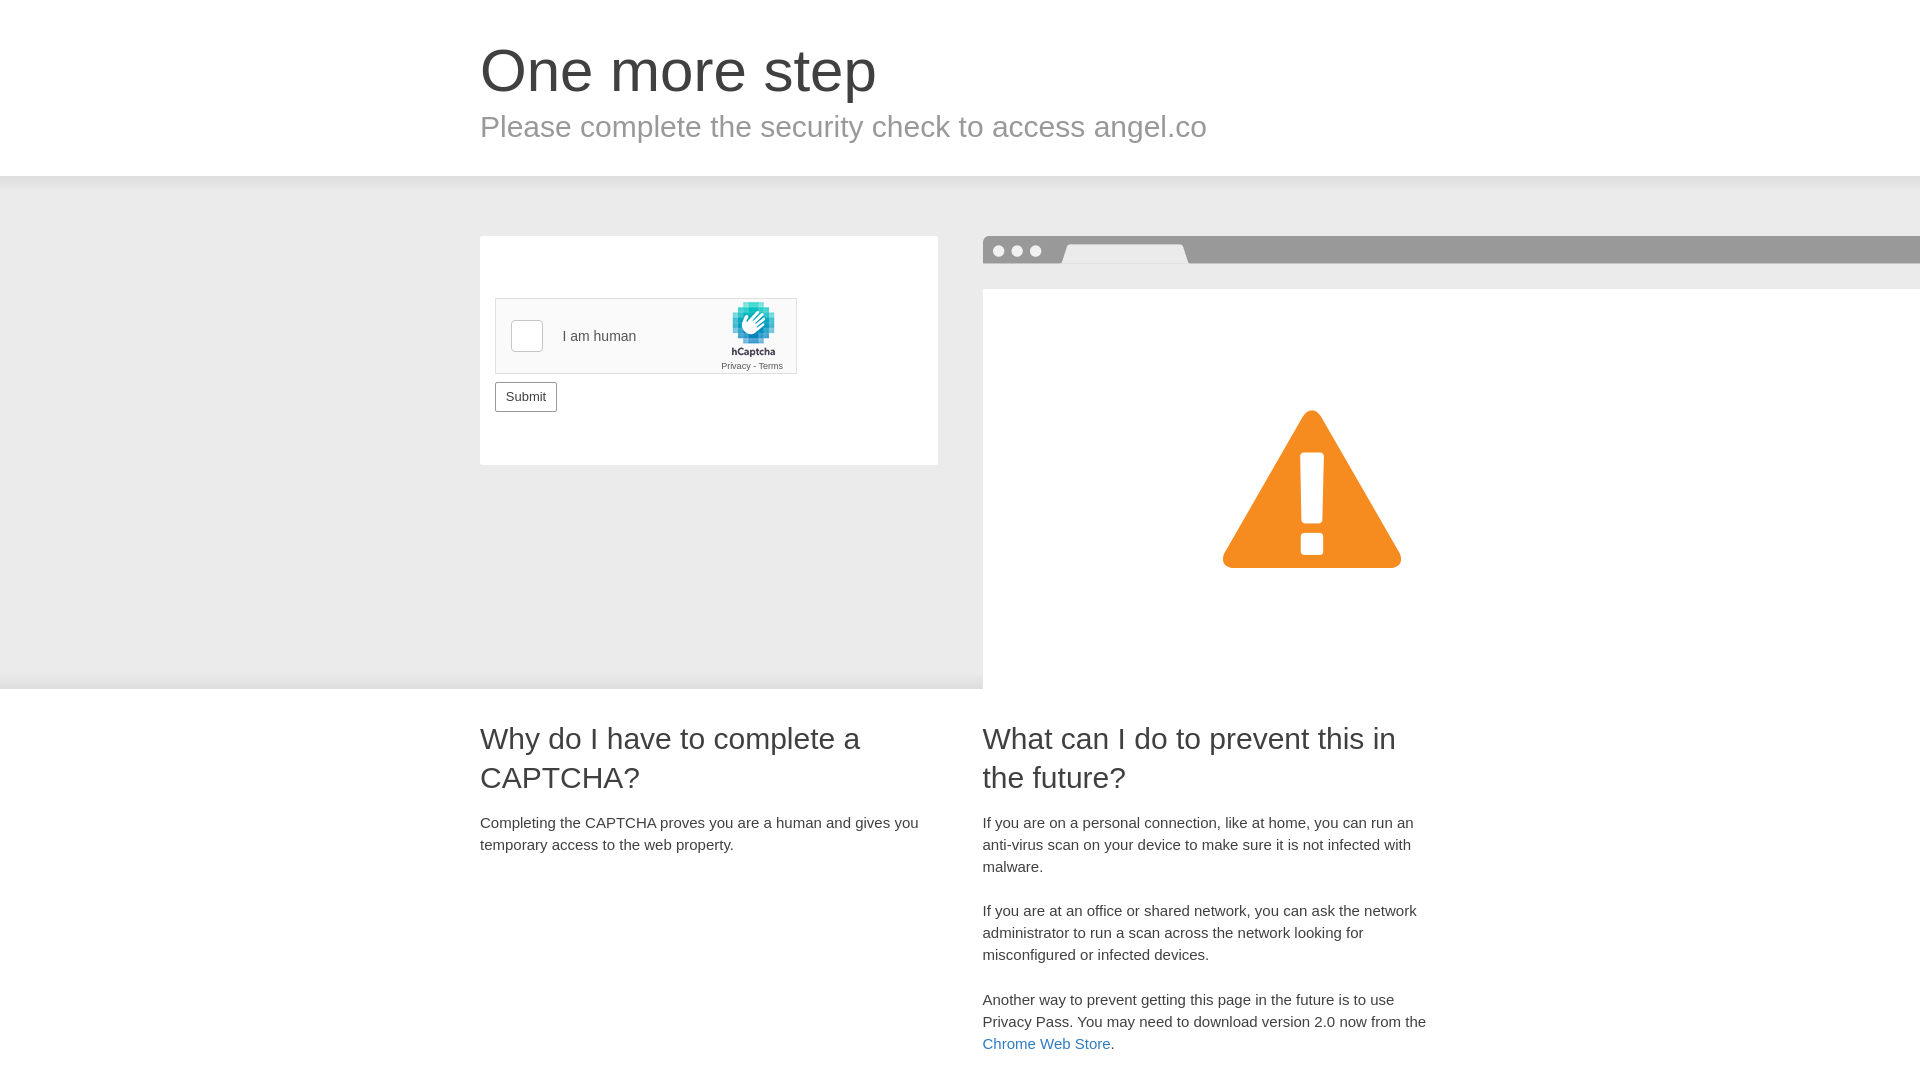 One more step
Please complete the security check to access angel.co
I am human
hCaptcha
Privacy - Terms
Submit
Why do I have to complete a
CAPTCHA?
Completing the CAPTCHA proves you are a human and gives you
temporary access to the web property.
What can I do to prevent this in
the future?
If you are on a personal connection, like at home, you can run an
anti-virus scan on your device to make sure it is not infected with
malware.
If you are at an office or shared network, you can ask the network
administrator to run a scan across the network looking for
misconfigured or infected devices.
Another way to prevent getting this page in the future is to use
Privacy Pass. You may need to download version 2.0 now from the
Chrome Web Store.